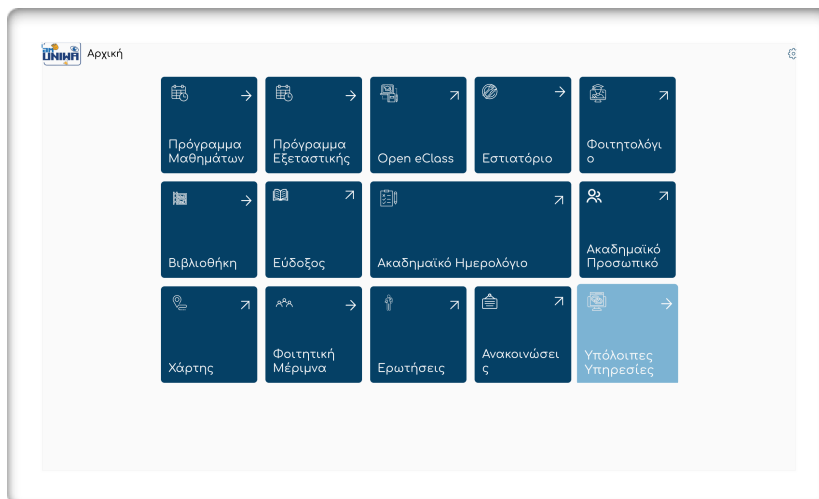 UNIWA
Αρχική
Πρόγραμμα
Μαθημάτων
Πρόγραμμα
Εξεταστικής
Open eClass
Εστιατόριο
Φοιτητολόγι
ο
Βιβλιοθήκη
Εύδοξος
Ακαδημαϊκό Ημερολόγιο
Ακαδημαϊκό
Προσωπικό
Χάρτης
Φοιτητική
Μέριμνα
Ερωτήσεις
Ανακοινώσει
ς
Υπόλοιπες
Υπηρεσίες